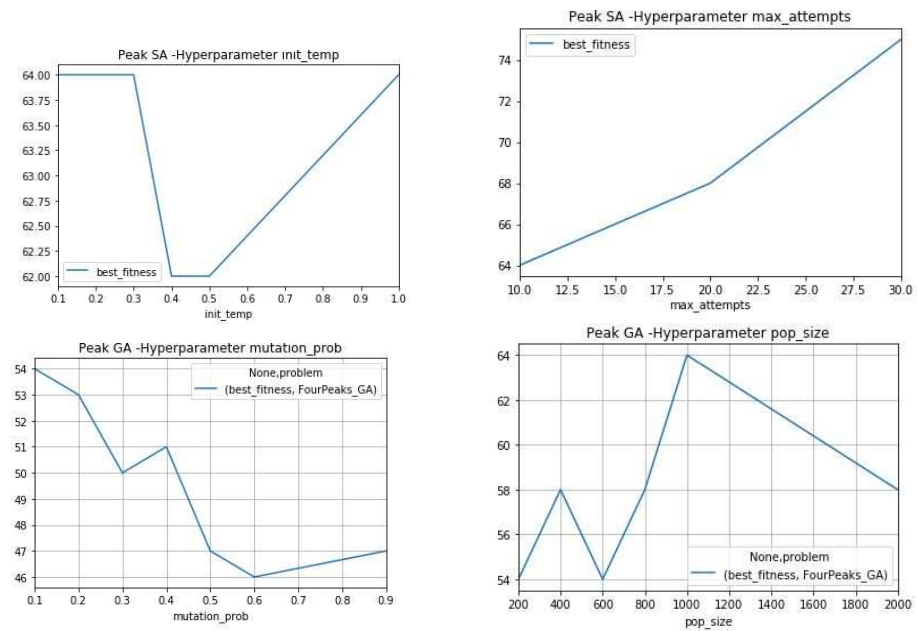 Peak SA -Hyperparameter init_temp
64.00
63.75
63.50
63.25
63.00
62.75
62.50
62.25
62.00
best_fitness
0.1 0.2 0.3 0.4 0.5 0.6 0.7 0.8 0.9 1.0
init_temp
Peak SA -Hyperparameter max_attempts
best_fitness
74
72
70
68
66
64
10.0 12.5 15.0 17.5 20.0 22.5 25.0 27.5 30.0
max_attempts
Peak GA -Hyperparameter mutation_prob
None,problem
(best_fitness, FourPeaks_GA)
54
53
52
51
50
49
48
47
46
0.1 0.2 0.3 0.4 0.5 0.6 0.7 0.8 0.9
mutation_prob
Peak GA -Hyperparameter pop_size
64
62
60
58
56
54
None,problem
(best_fitness, FourPeaks_GA)
200 400 600 800 1000 1200 1400 1600 1800 2000
pop_size